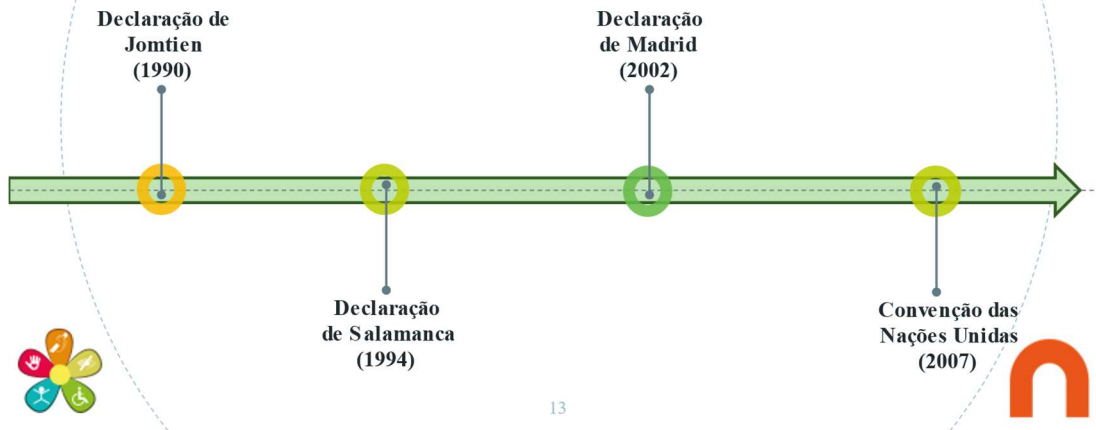 Declaração de
Jomtien
(1990)
Declaração
de Madrid
(2002)
Declaração
de Salamanca
(1994)
Convenção das
Nações Unidas
(2007)
13